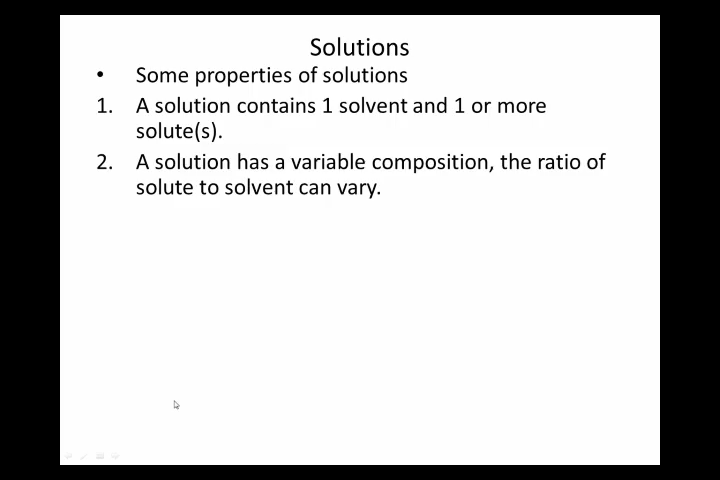 Solutions
• Some properties of solutions
1. A solution contains 1 solvent and 1 or more
solute(s).
2. A solution has a variable composition, the ratio of
solute to solvent can vary.